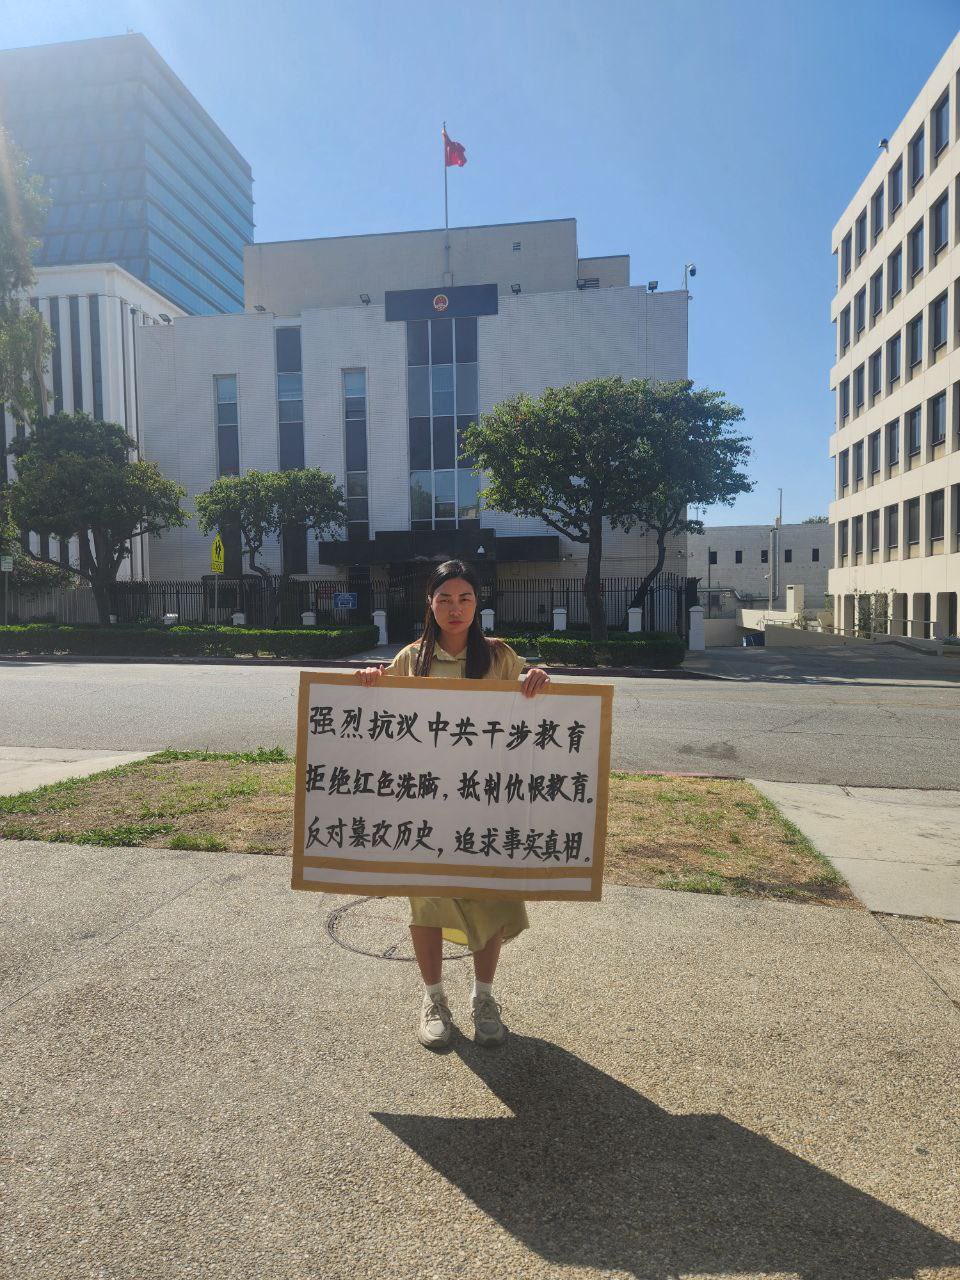 强烈抗议中共干涉教育
拒绝红色洗脑，抵制仇恨教育。
反对篡改历史，追求事实真相。